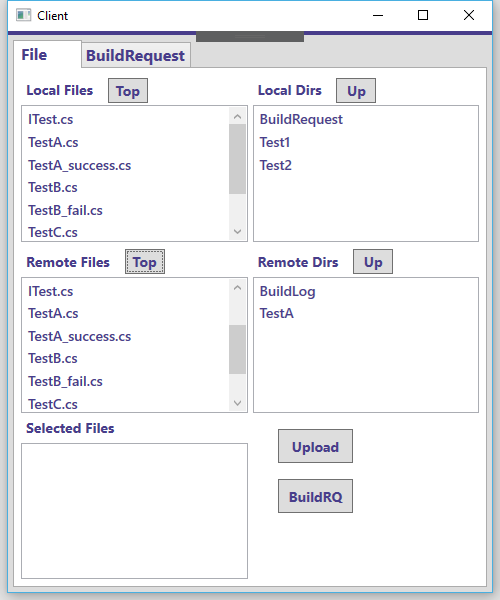 Client
File BuildRequest
Local Files Top Local Dirs Up
ITest.cs
TestA.cs
TestA_success.cs
TestB.cs
TestB_fail.cs
TestC.cs
BuildRequest
Test1
Test2
Remote Files Top Remote Dirs Up
ITest.cs
TestA.cs
TestA_success.cs
TestB.cs
TestB_fail.cs
TestC.cs
BuildLog
TestA
Selected Files
Upload
BuildRQ